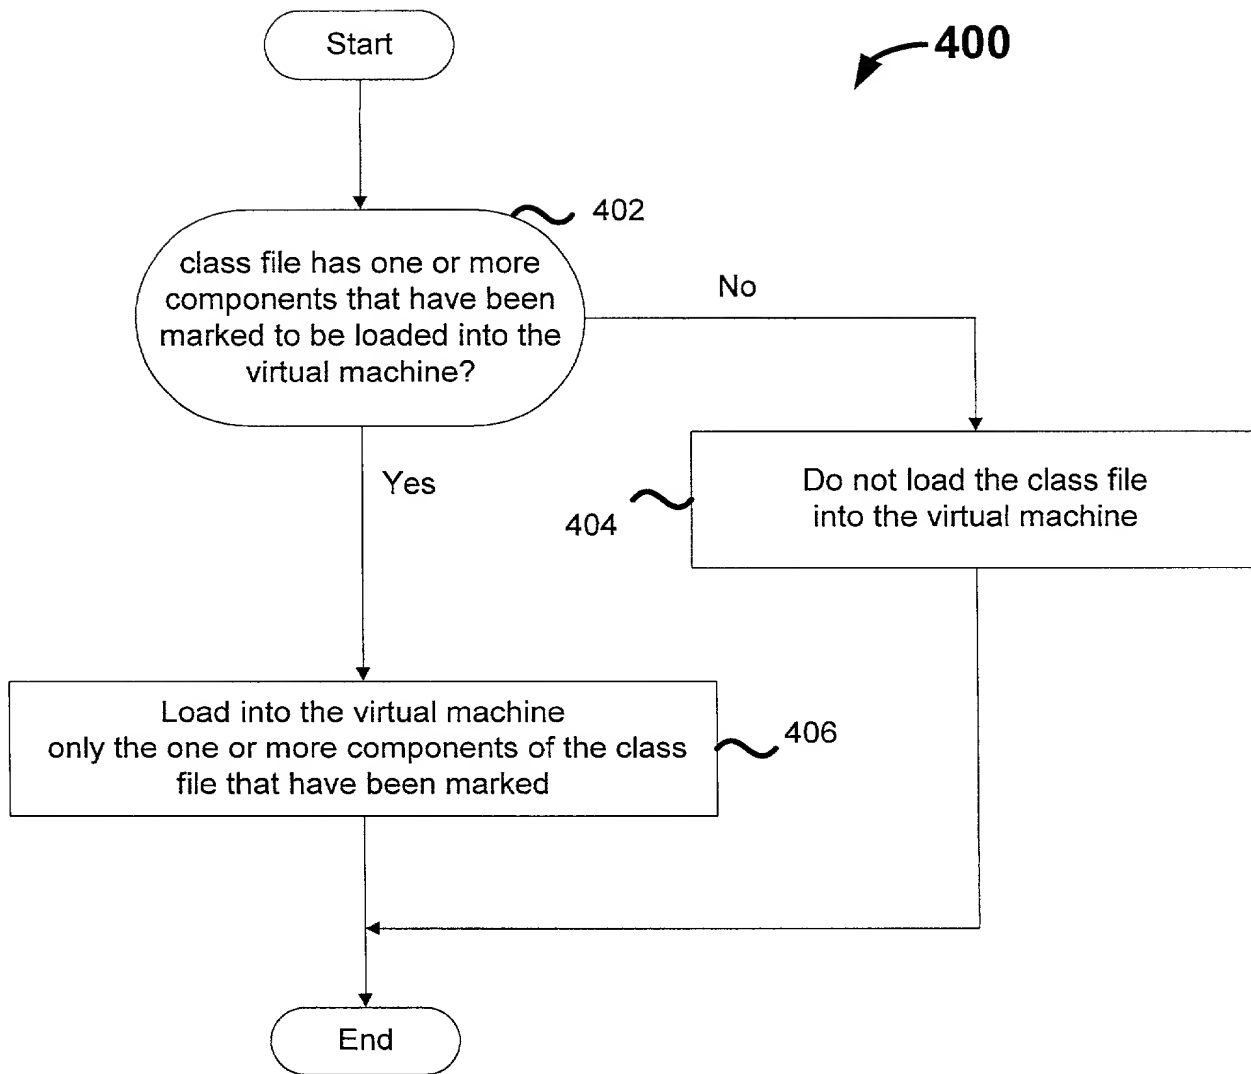 Start
400
402
class file has one or more
components that have been
marked to be loaded into the
virtual machine?
No
Yes
Do not load the class file
into the virtual machine
404
Load into the virtual machine
only the one or more components of the class
file that have been marked
406
End